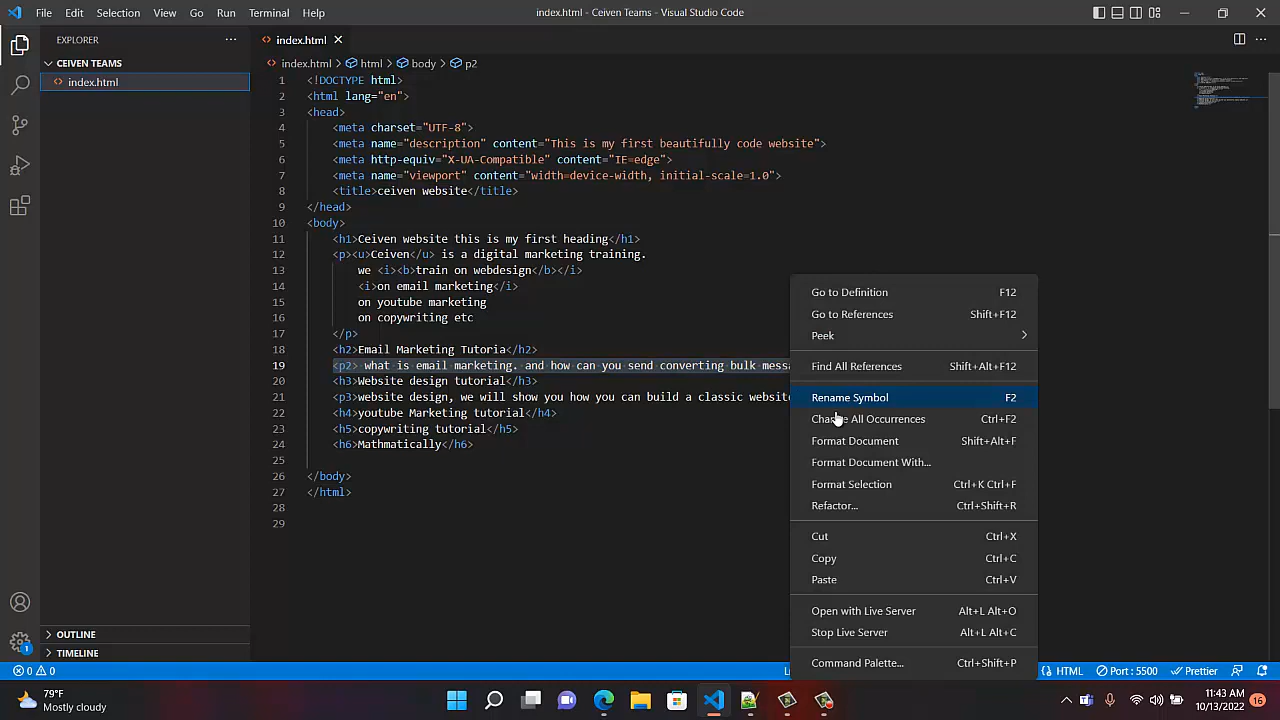 File Edit Selection View Go Run Terminal Help index.html - Ceiven Teams - Visual Studio Code
EXPLORER
index.html
CEIVEN TEAMS
index.html
index.html > html > body > p2
1 <!DOCTYPE html>
2 <html lang="en">
3 <head>
4 <meta charset="UTF-8">
5 <meta name="description" content="This is my first beautifully code website">
6 <meta http-equiv="X-UA-Compatible" content="IE=edge">
7 <meta name="viewport" content="width=device-width, initial-scale=1.0">
8 <title>ceiven website</title>
9 </head>
10 <body>
11 <h1>Ceiven website this is my first heading</h1>
12 <p><u>Ceiven</u> is a digital marketing training.
13 we <i><b>train on webdesign</b></i>
14 <i>on email marketing</i>
15 on youtube marketing
16 on copywriting etc
17 </p>
18 <h2>Email Marketing Tutoria</h2>
19 <p2> what is email marketing. and how can you send converting bulk messa
20 <h3>Website design tutorial</h3>
21 <p3>website design, we will show you how you can build a classic website
22 <h4>youtube Marketing tutorial</h4>
23 <h5>copywriting tutorial</h5>
24 <h6>Mathmatically</h6>
25
26 </body>
27 </html>
28
29
Go to Definition F12
Go to References Shift+F12
Peek
Find All References Shift+Alt+F12
Rename Symbol F2
Change All Occurrences Ctrl+F2
Format Document Shift+Alt+F
Format Document With...
Format Selection Ctrl+K Ctrl+F
Refactor... Ctrl+Shift+R
Cut Ctrl+X
Copy Ctrl+C
Paste Ctrl+V
Open with Live Server Alt+L Alt+O
Stop Live Server Alt+L Alt+C
Command Palette... Ctrl+Shift+P
OUTLINE
TIMELINE
1
0 0 HTML Port : 5500 Prettier
79°F
Mostly cloudy
11:43 AM
10/13/2022
16